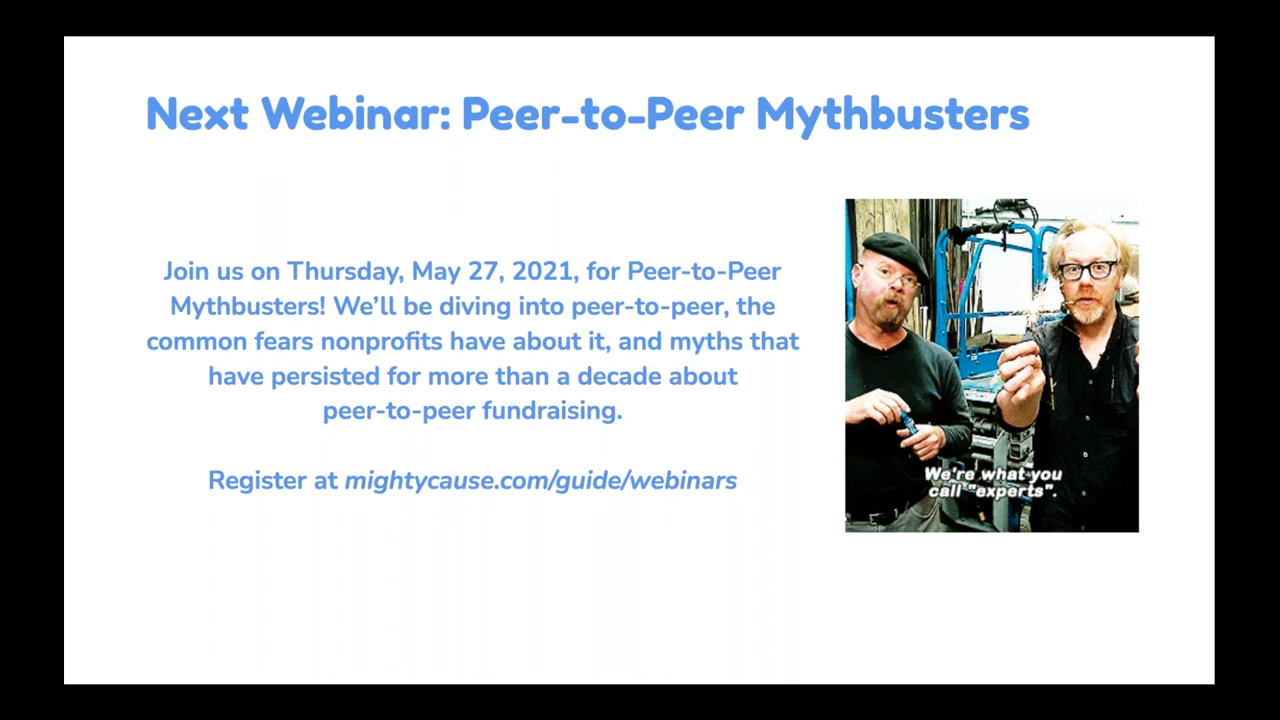 Next Webinar: Peer-to-Peer Mythbusters
Join us on Thursday, May 27, 2021, for Peer-to-Peer
Mythbusters! We’ll be diving into peer-to-peer, the
common fears nonprofits have about it, and myths that
have persisted for more than a decade about
peer-to-peer fundraising.
Register at mightycause.com/guide/webinars
We're what you
call "experts".